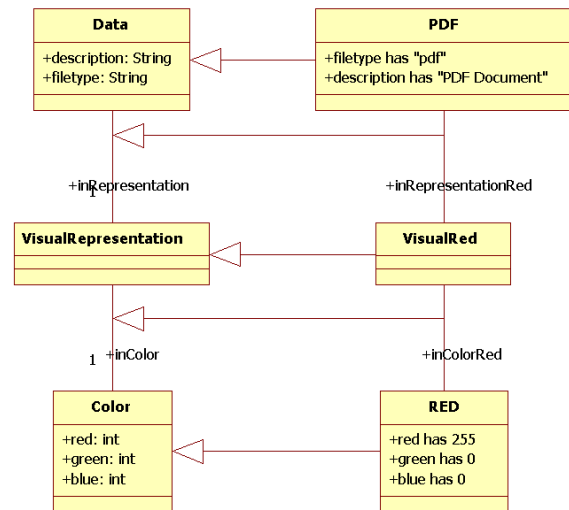 Data
+description: String
+filetype: String
PDF
+filetype has "pdf"
+description has "PDF Document"
+inRepresentation
1
+inRepresentationRed
VisualRepresentation
VisualRed
1
+inColor
+inColorRed
Color
+red: int
+green: int
+blue: int
RED
+red has 255
+green has 0
+blue has 0